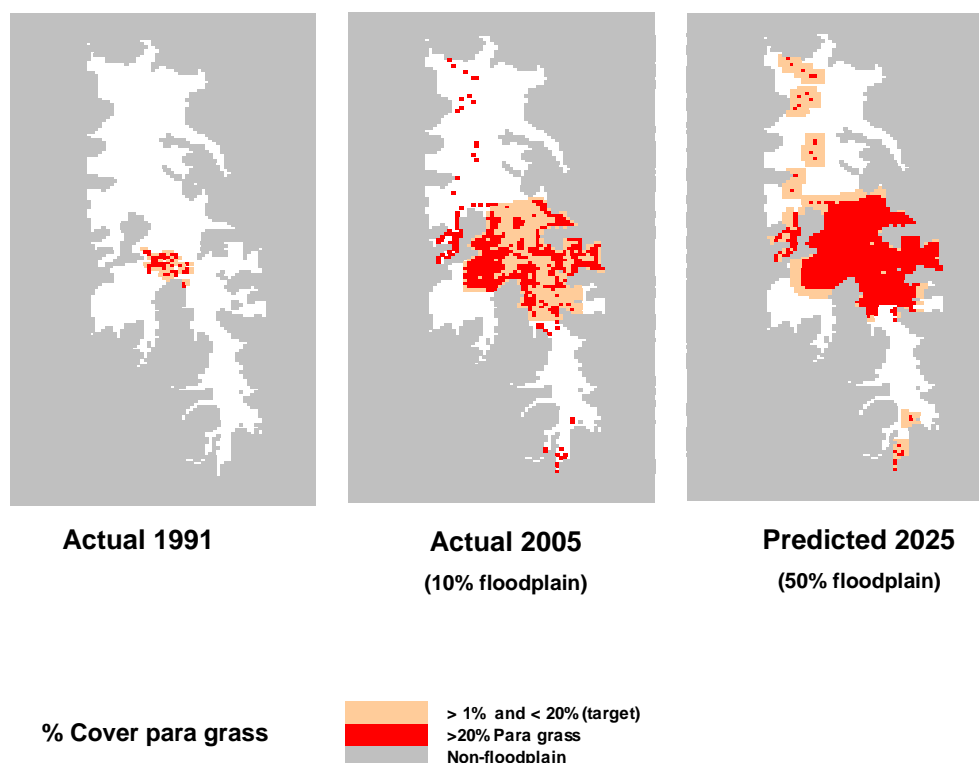 Actual 1991
Actual 2005
(10% floodplain)
Predicted 2025
(50% floodplain)
% Cover para grass
> 1% and < 20% (target)
>20% Para grass
Non-floodplain